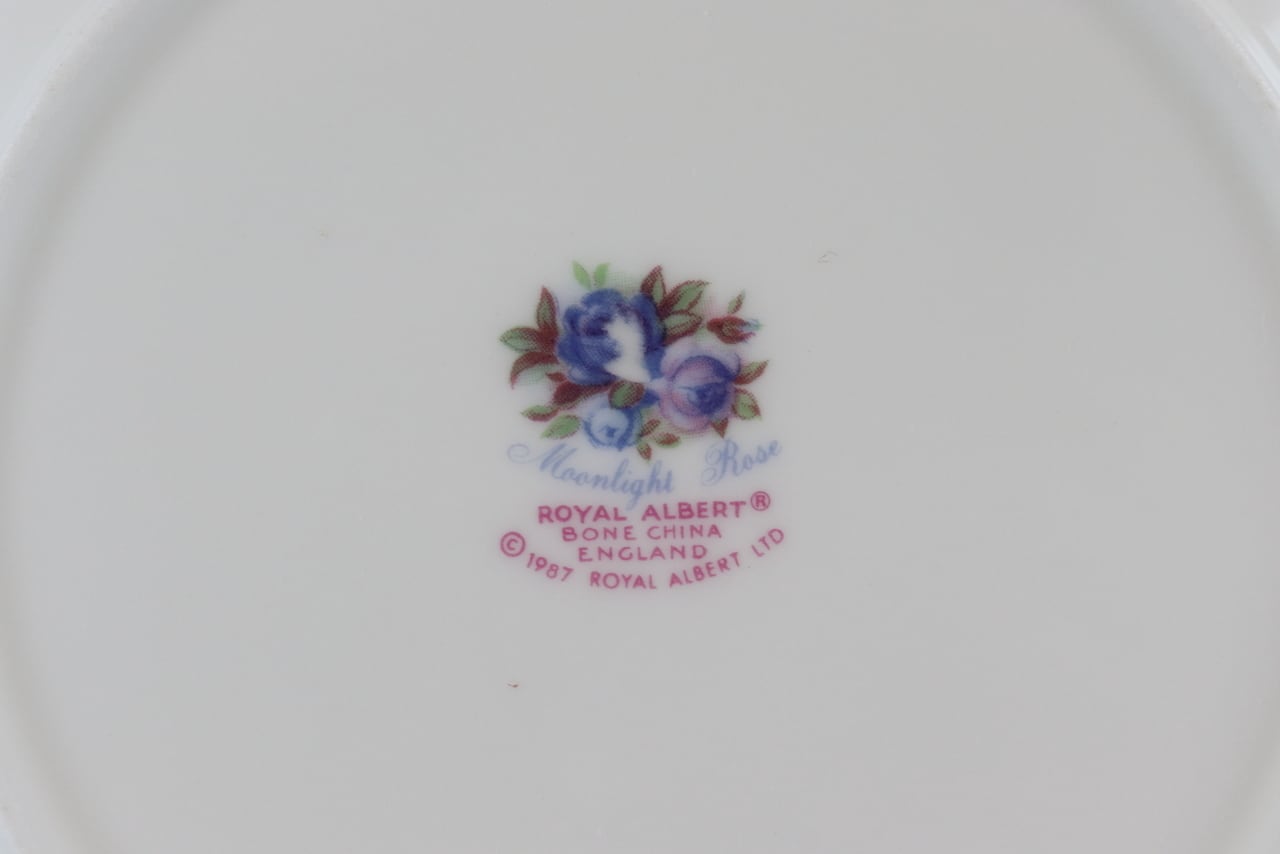 Moonlight Rose
ROYAL ALBERT®
BONE CHINA
ENGLAND
© 1987 ROYAL ALBERT LTD